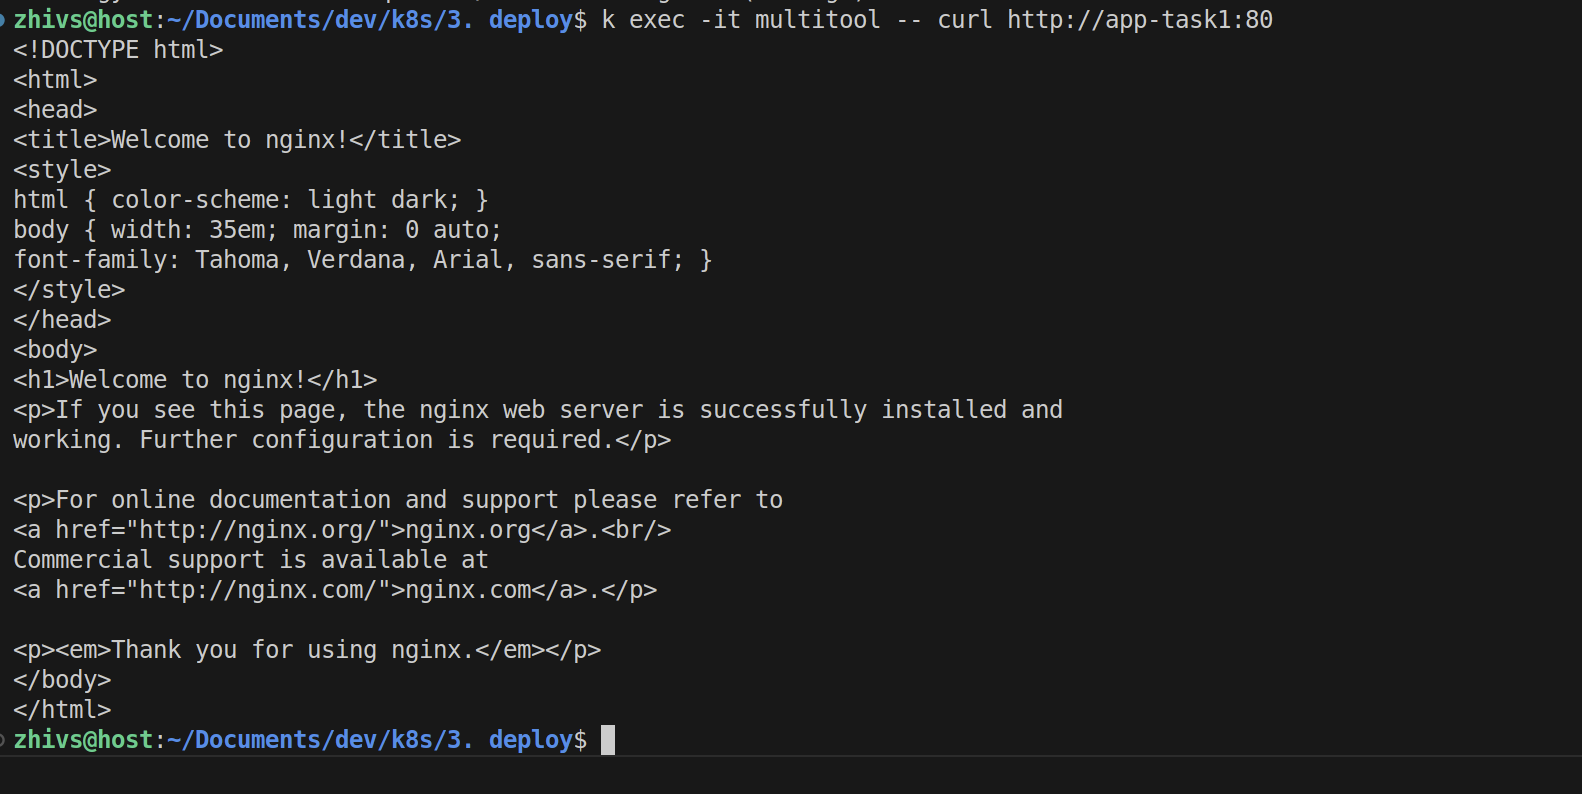 zhivs@host:~/Documents/dev/k8s/3. deploy$ k exec -it multitool -- curl http://app-task1:80
<!DOCTYPE html>
<html>
<head>
<title>Welcome to nginx!</title>
<style>
html { color-scheme: light dark; }
body { width: 35em; margin: 0 auto;
font-family: Tahoma, Verdana, Arial, sans-serif; }
</style>
</head>
<body>
<h1>Welcome to nginx!</h1>
<p>If you see this page, the nginx web server is successfully installed and
working. Further configuration is required.</p>

<p>For online documentation and support please refer to
<a href="http://nginx.org/">nginx.org</a>.<br/>
Commercial support is available at
<a href="http://nginx.com/">nginx.com</a>.</p>

<p><em>Thank you for using nginx.</em></p>
</body>
</html>
zhivs@host:~/Documents/dev/k8s/3. deploy$